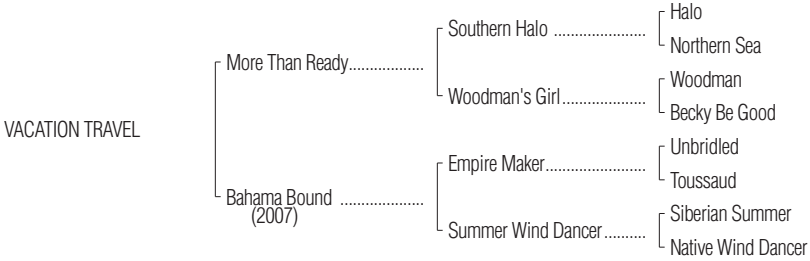 Halo
Southern Halo ......................
Northern Sea
More Than Ready..................
Woodman
Woodman's Girl....................
Becky Be Good
VACATION TRAVEL
Unbridled
Empire Maker........................
Toussaud
Bahama Bound ....................
(2007)
Siberian Summer
Summer Wind Dancer..........
Native Wind Dancer